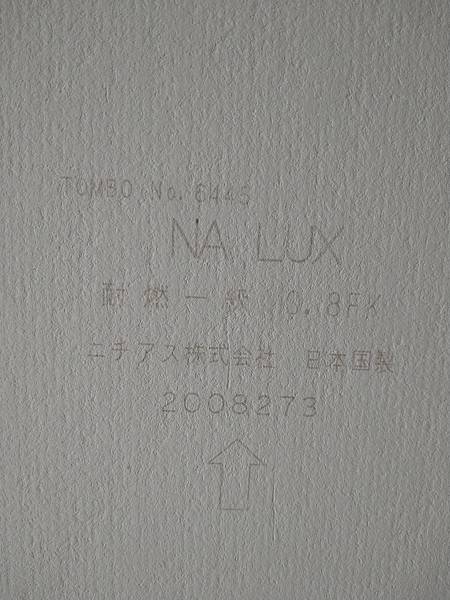 TOMBO No. 6446
NA LUX
耐燃一級 0.8FK
ニチアス株式会社 日本国製
2008273